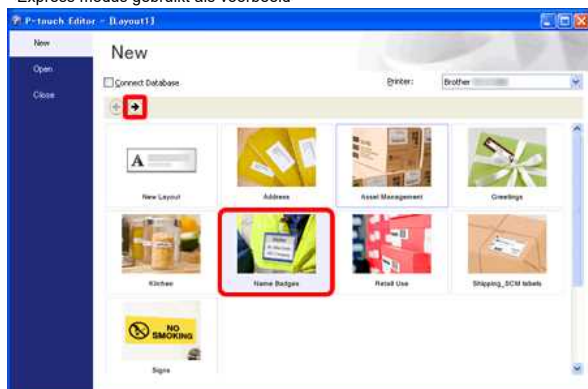 Express modus gebruikt als voorbeeld
P-touch Editor - [Layout1]
New
Open
Close
New
Connect Database
Printer:
Brother
A
New Layout
Address
Asset Management
Greetings
Kitchen
Name Badges
Retail Use
Shipping_SCM labels
NO
SMOKING
Signs